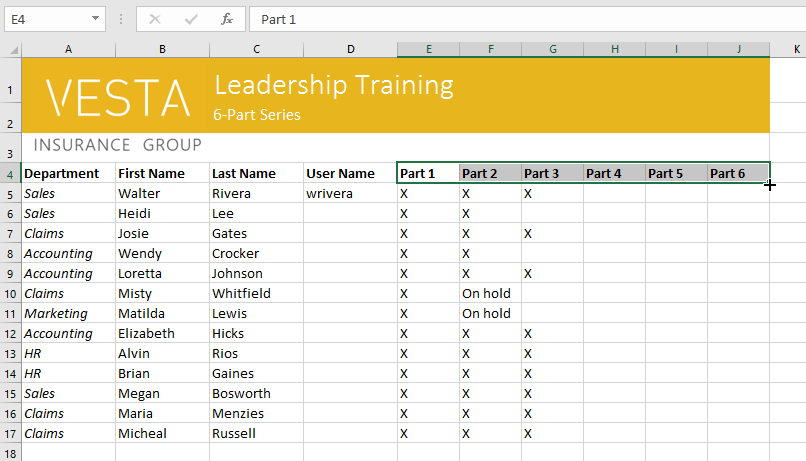 E4 fx Part 1
A B C D E F G H I J K
1 VESTA Leadership Training
2 6-Part Series
3 INSURANCE GROUP
4 Department First Name Last Name User Name Part 1 Part 2 Part 3 Part 4 Part 5 Part 6
5 Sales Walter Rivera wrivera X X X
6 Sales Heidi Lee X X
7 Claims Josie Gates X X X
8 Accounting Wendy Crocker X X
9 Accounting Loretta Johnson X X X
10 Claims Misty Whitfield X On hold
11 Marketing Matilda Lewis X On hold
12 Accounting Elizabeth Hicks X X X
13 HR Alvin Rios X X X
14 HR Brian Gaines X X X
15 Sales Megan Bosworth X X X
16 Claims Maria Menzies X X X
17 Claims Micheal Russell X X X
18